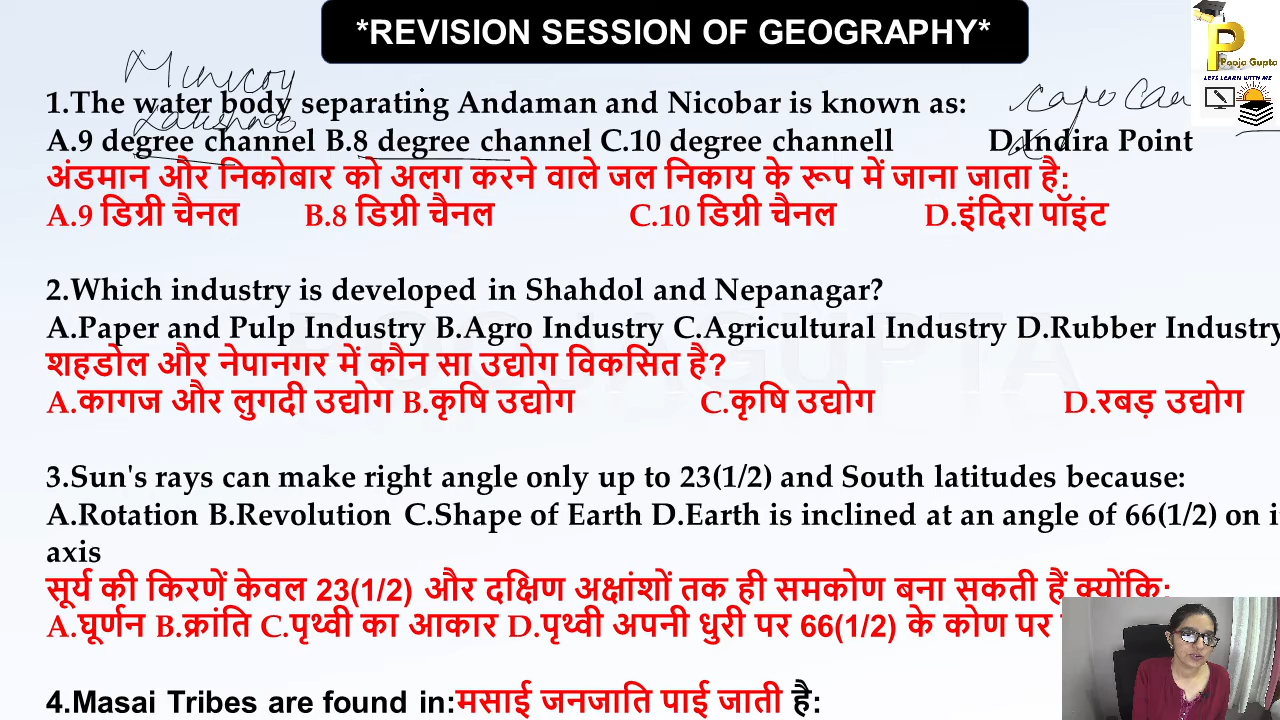 *REVISION SESSION OF GEOGRAPHY*
Pooja Gupta
LETS LEARN WITH ME
Minicoy
1.The water body separating Andaman and Nicobar is known as:
A.9 degree channel B.8 degree channel C.10 degree channell D.Indira Point
अंडमान और निकोबार को अलग करने वाले जल निकाय के रूप में जाना जाता है:
A.9 डिग्री चैनल B.8 डिग्री चैनल C.10 डिग्री चैनल D.इंदिरा पॉइंट
2.Which industry is developed in Shahdol and Nepanagar?
A.Paper and Pulp Industry B.Agro Industry C.Agricultural Industry D.Rubber Industry
शहडोल और नेपानगर में कौन सा उद्योग विकसित है?
A.कागज और लुगदी उद्योग B.कृषि उद्योग C.कृषि उद्योग D.रबड़ उद्योग
3.Sun's rays can make right angle only up to 23(1/2) and South latitudes because:
A.Rotation B.Revolution C.Shape of Earth D.Earth is inclined at an angle of 66(1/2) on
axis
सूर्य की किरणें केवल 23(1/2) और दक्षिण अक्षांशों तक ही समकोण बना सकती हैं क्योंकि:
A.घूर्णन B.क्रांति C.पृथ्वी का आकार D.पृथ्वी अपनी धुरी पर 66(1/2) के कोण पर
4.Masai Tribes are found in:मसाई जनजाति पाई जाती है: